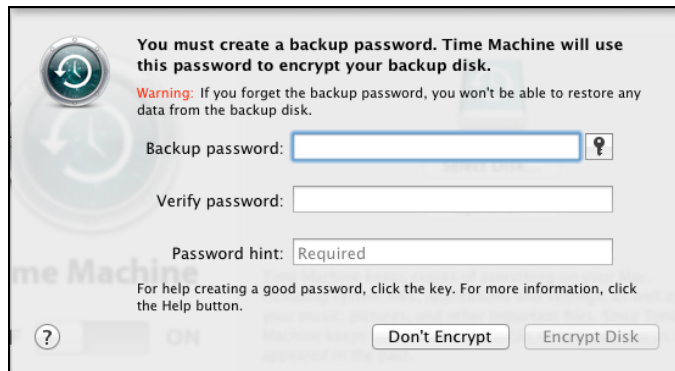 You must create a backup password. Time Machine will use
this password to encrypt your backup disk.
Warning: If you forget the backup password, you won't be able to restore any
data from the backup disk.
Backup password:
Verify password:
Password hint: Required
me Machine
For help creating a good password, click the key. For more information, click
the Help button.
? ON Don't Encrypt Encrypt Disk